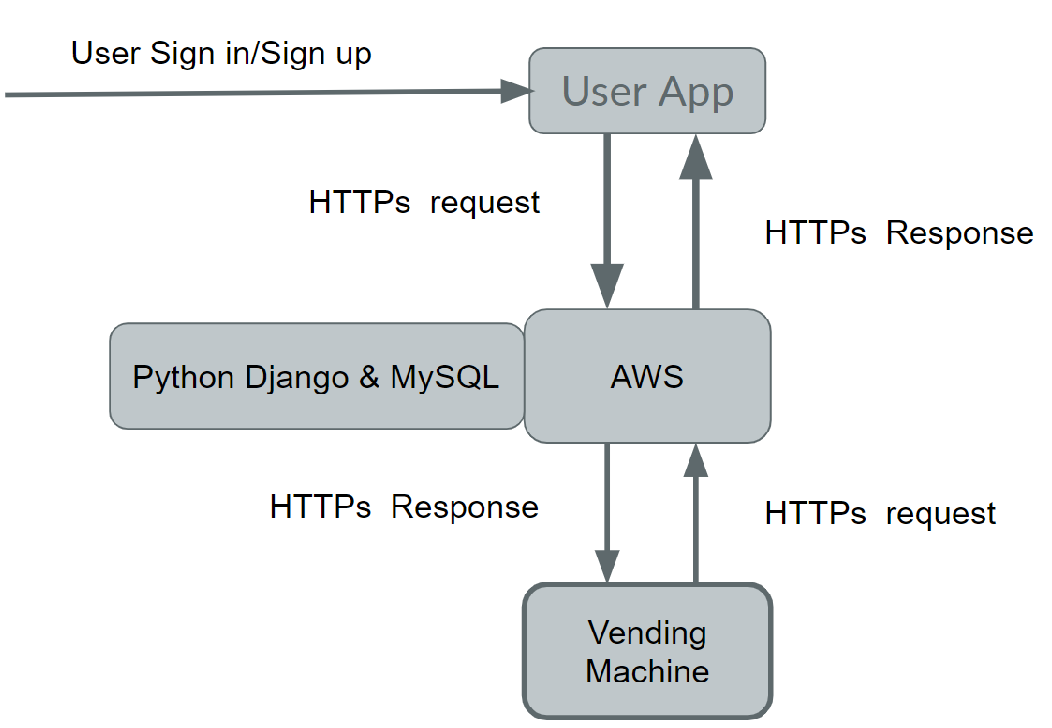 User Sign in/Sign up
User App
HTTPs request
HTTPs Response
Python Django & MySQL
AWS
HTTPs Response
HTTPs request
Vending
Machine